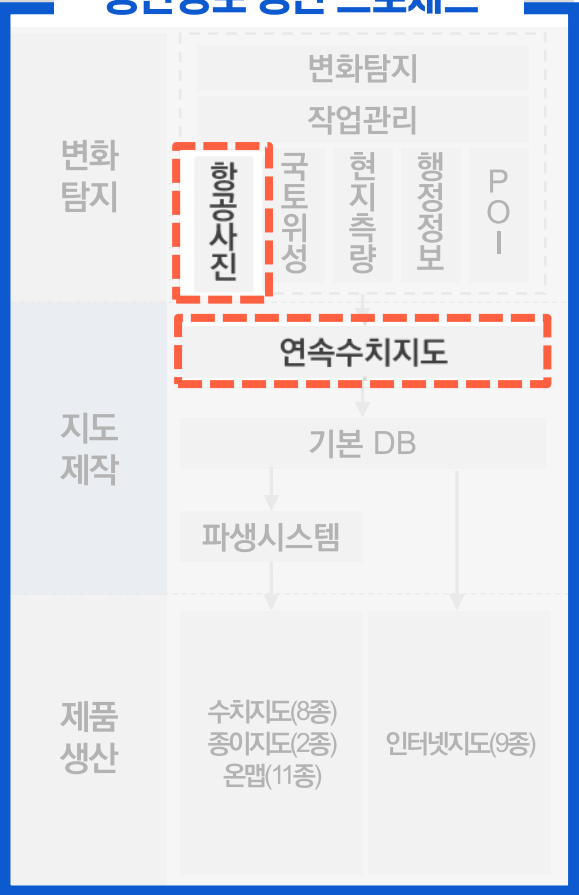 변화
탐지
변화탐지
작업관리
항공사진
국토위성
현지측량
행정정보
POI
지도
제작
연속수치지도
기본 DB
파생시스템
제품
생산
수치지도(8종)
종이지도(2종)
온맵(11종)
인터넷지도(9종)